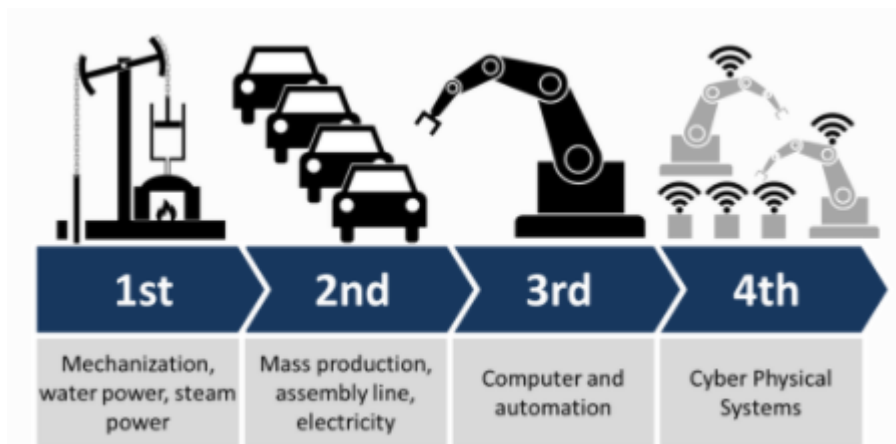 1st
2nd
3rd
4th
Mechanization,
water power, steam
power
Mass production,
assembly line,
electricity
Computer and
automation
Cyber Physical
Systems